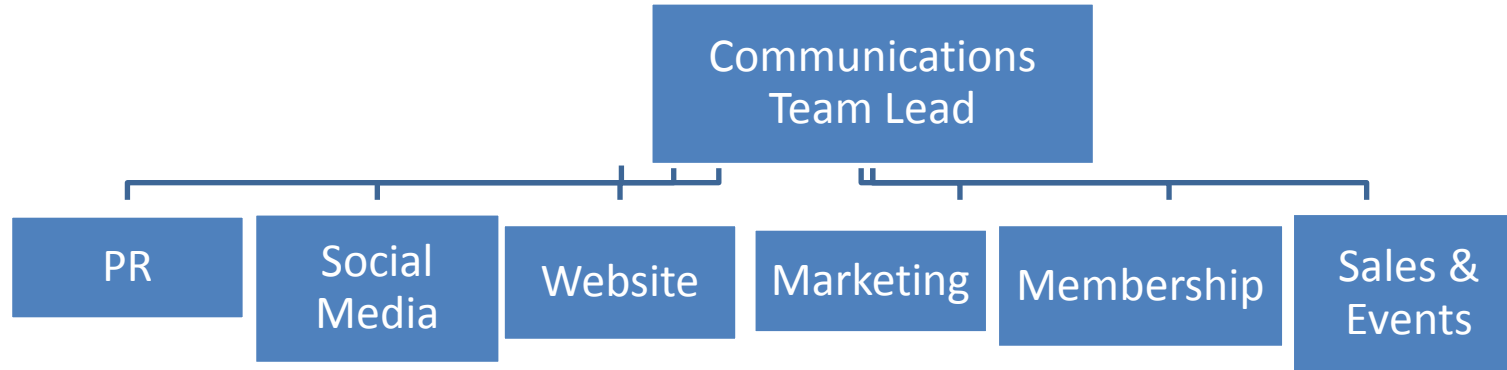 Communications
Team Lead
PR
Social
Media
Website
Marketing
Membership
Sales &
Events